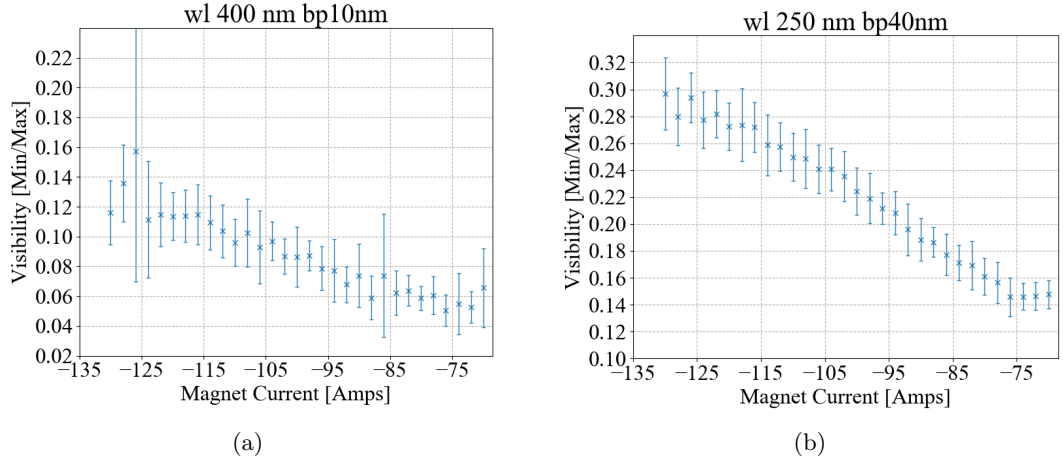 wl 400 nm bp10nm
Visibility [Min/Max]
0.22
0.20
0.18
0.16
0.14
0.12
0.10
0.08
0.06
0.04
0.02
−135 −125 −115 −105 −95 −85 −75
Magnet Current [Amps]
(a)
wl 250 nm bp40nm
Visibility [Min/Max]
0.32
0.30
0.28
0.26
0.24
0.22
0.20
0.18
0.16
0.14
0.12
0.10
−135 −125 −115 −105 −95 −85 −75
Magnet Current [Amps]
(b)